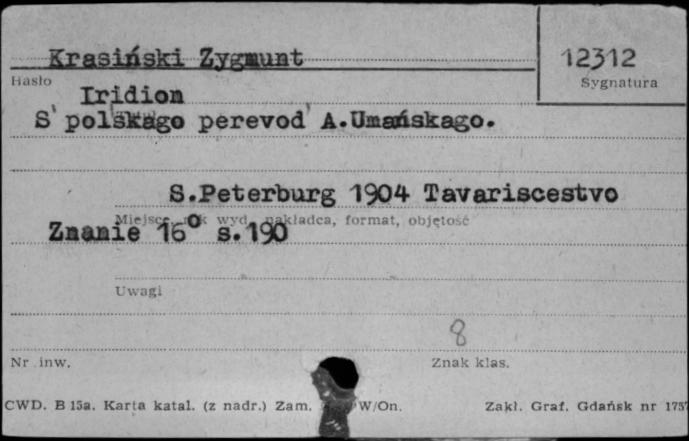 Krasiński Zygmunt
12312
Hasło
Sygnatura
Iridion
S' polskago perevod' A.Umańskago.
S.Peterburg 1904 Tavariscestvo
Miejsce, rok wyd. nakładca, format, objętość
Znanie 16° s.190
Uwagi
8
Nr inw.
Znak klas.
CWD. B 15a. Karta katal. (z nadr.) Zam. W/On.
Zakł. Graf. Gdańsk nr 1757